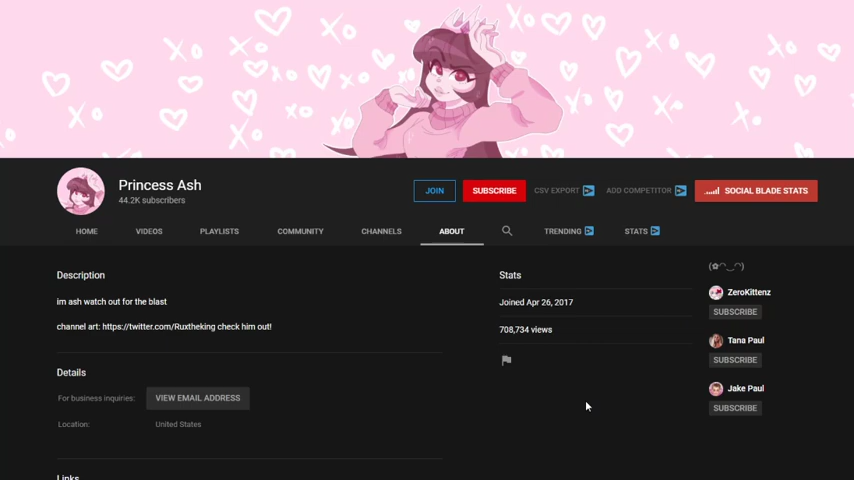 Princess Ash
44.2K subscribers
JOIN
SUBSCRIBE
CSV EXPORT
ADD COMPETITOR
SOCIAL BLADE STATS
HOME
VIDEOS
PLAYLISTS
COMMUNITY
CHANNELS
ABOUT
TRENDING
STATS
Description
im ash watch out for the blast
channel art: https://twitter.com/Ruxtheking check him out!
Details
For business inquiries:
VIEW EMAIL ADDRESS
Location:
United States
Links
Stats
Joined Apr 26, 2017
708,734 views
(✿◠‿◠)
ZeroKittenz
SUBSCRIBE
Tana Paul
SUBSCRIBE
Jake Paul
SUBSCRIBE